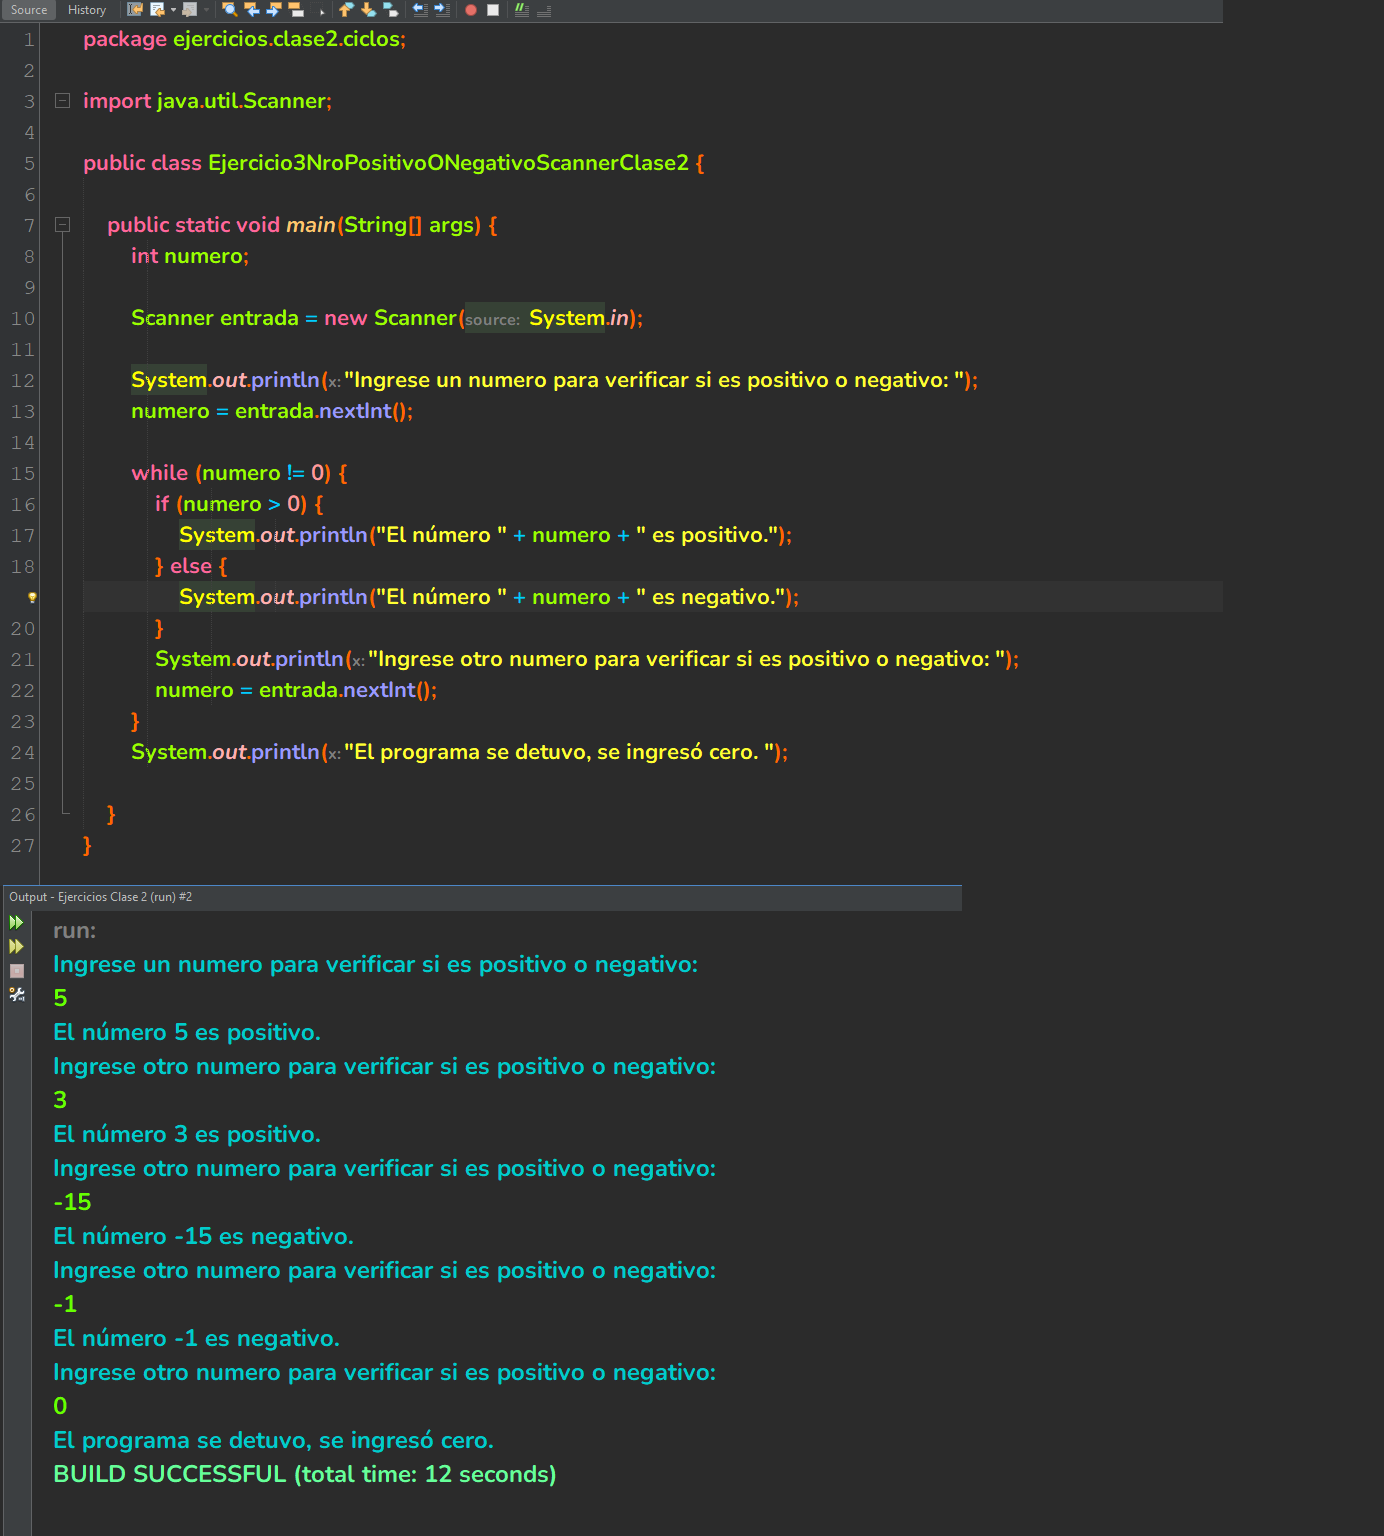 Source History
1 package ejercicios.clase2.ciclos;
2
3 import java.util.Scanner;
4
5 public class Ejercicio3NroPositivoONegativoScannerClase2 {
6
7 public static void main(String[] args) {
8 int numero;
9
10 Scanner entrada = new Scanner(source: System.in);
11
12 System.out.println(x: "Ingrese un numero para verificar si es positivo o negativo: ");
13 numero = entrada.nextInt();
14
15 while (numero != 0) {
16 if (numero > 0) {
17 System.out.println("El número " + numero + " es positivo.");
18 } else {
System.out.println("El número " + numero + " es negativo.");
20 }
21 System.out.println(x: "Ingrese otro numero para verificar si es positivo o negativo: ");
22 numero = entrada.nextInt();
23 }
24 System.out.println(x: "El programa se detuvo, se ingresó cero. ");
25
26 }
27 }
Output - Ejercicios Clase 2 (run) #2
run:
Ingrese un numero para verificar si es positivo o negativo:
5
El número 5 es positivo.
Ingrese otro numero para verificar si es positivo o negativo:
3
El número 3 es positivo.
Ingrese otro numero para verificar si es positivo o negativo:
-15
El número -15 es negativo.
Ingrese otro numero para verificar si es positivo o negativo:
-1
El número -1 es negativo.
Ingrese otro numero para verificar si es positivo o negativo:
0
El programa se detuvo, se ingresó cero.
BUILD SUCCESSFUL (total time: 12 seconds)